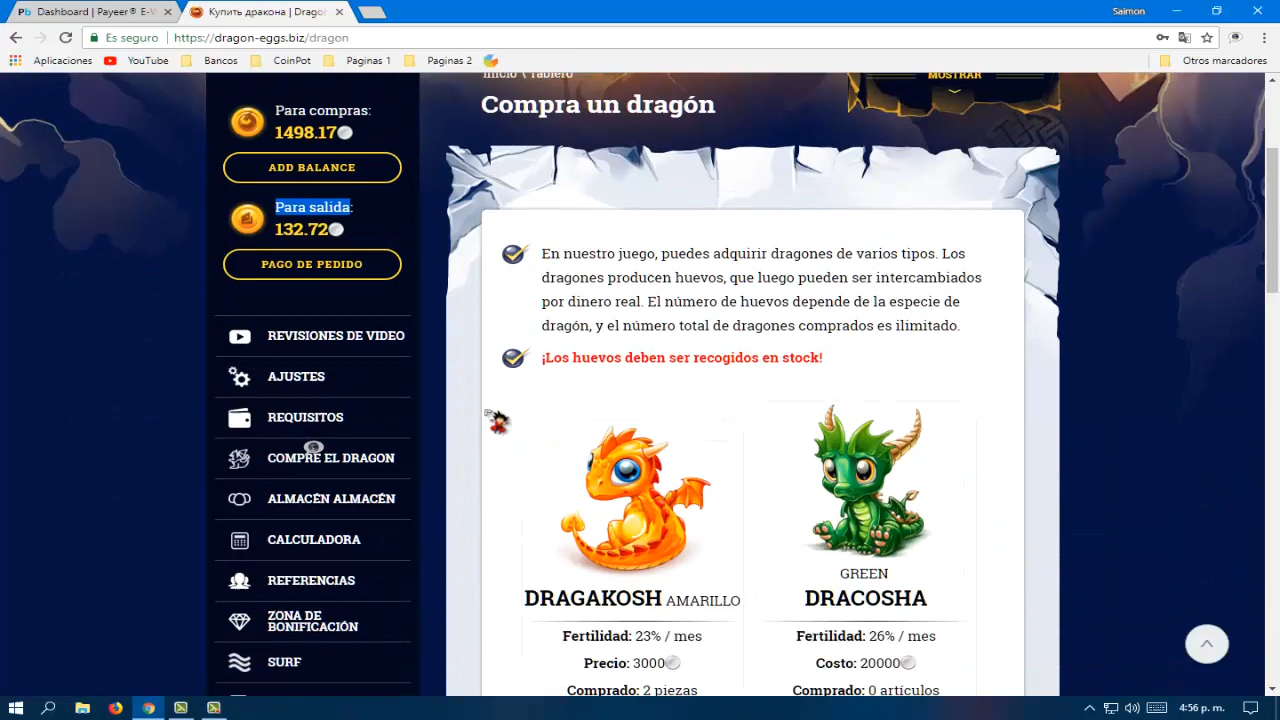 Dashboard | Payeer® E-W
Купить дракона | Dragon
Saimon
Es seguro
https://dragon-eggs.biz/dragon
Aplicaciones
YouTube
Bancos
CoinPot
Paginas 1
Paginas 2
Otros marcadores
Inicio \ Tablero
MOSTRAR
Compra un dragón
Para compras:
1498.17
ADD BALANCE
Para salida:
132.72
PAGO DE PEDIDO
REVISIONES DE VIDEO
AJUSTES
REQUISITOS
COMPRE EL DRAGON
ALMACÉN ALMACÉN
CALCULADORA
REFERENCIAS
ZONA DE
BONIFICACIÓN
SURF
En nuestro juego, puedes adquirir dragones de varios tipos. Los
dragones producen huevos, que luego pueden ser intercambiados
por dinero real. El número de huevos depende de la especie de
dragón, y el número total de dragones comprados es ilimitado.
¡Los huevos deben ser recogidos en stock!
DRAGAKOSH AMARILLO
Fertilidad: 23% / mes
Precio: 3000
Comprado: 2 piezas
GREEN
DRACOSHA
Fertilidad: 26% / mes
Costo: 20000
Comprado: 0 artículos
4:56 p. m.